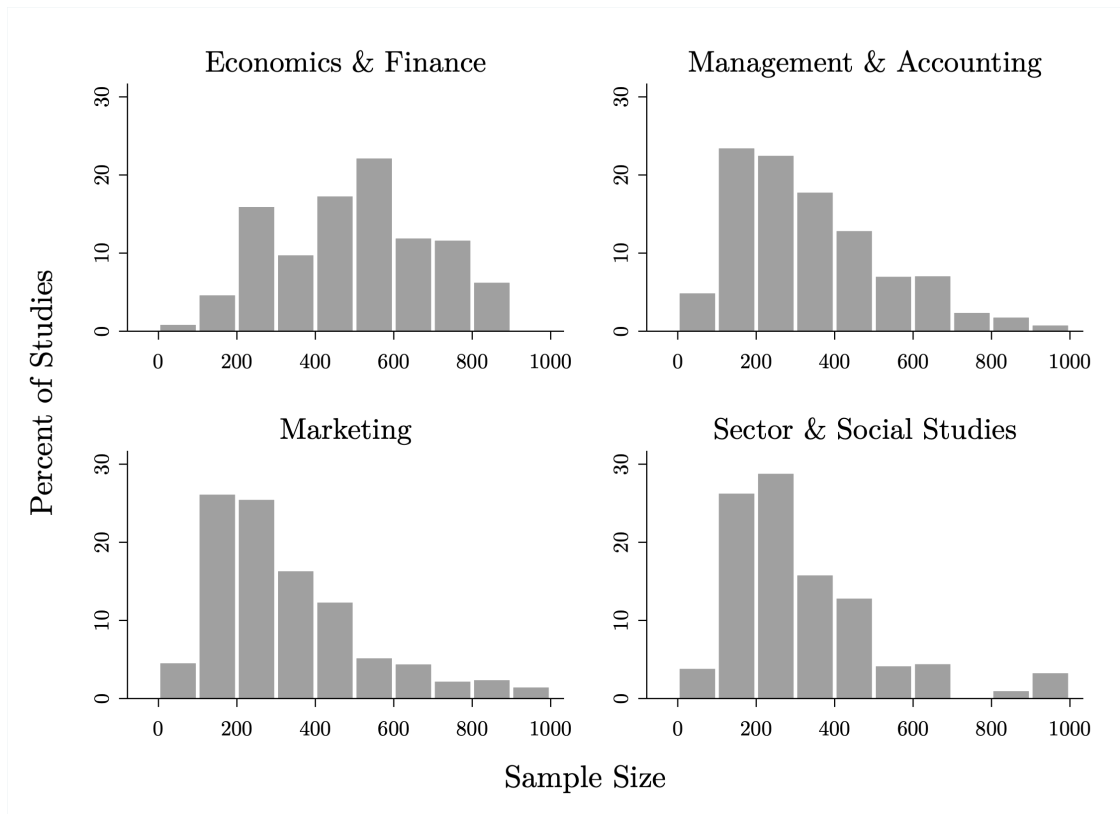 Economics & Finance
Management & Accounting
30
20
10
0
0 200 400 600 800 1000
30
20
10
0
0 200 400 600 800 1000
Percent of Studies
Marketing
Sector & Social Studies
30
20
10
0
0 200 400 600 800 1000
30
20
10
0
0 200 400 600 800 1000
Sample Size